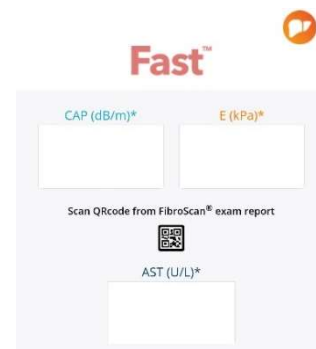 Fast™
CAP (dB/m)* E (kPa)*
Scan QRcode from FibroScan® exam report
AST (U/L)*